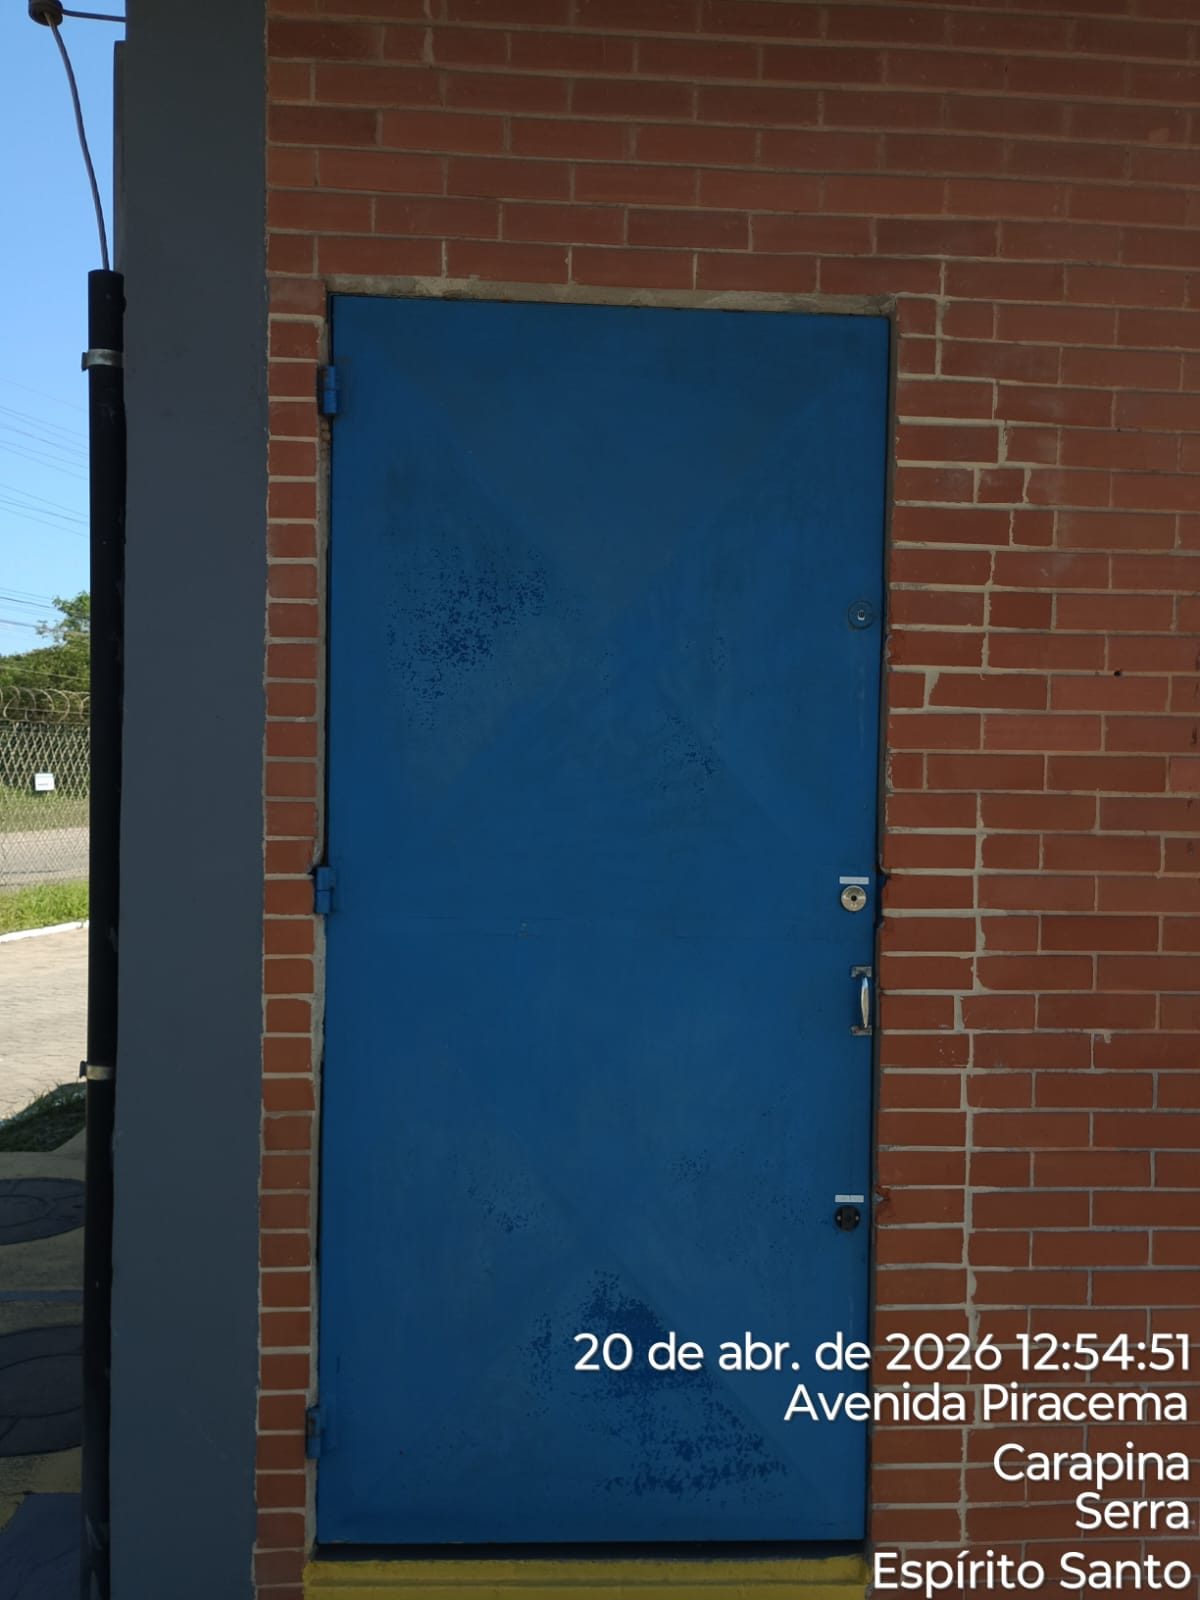 20 de abr. de 2026 12:54:51
Avenida Piracema
Carapina
Serra
Espírito Santo